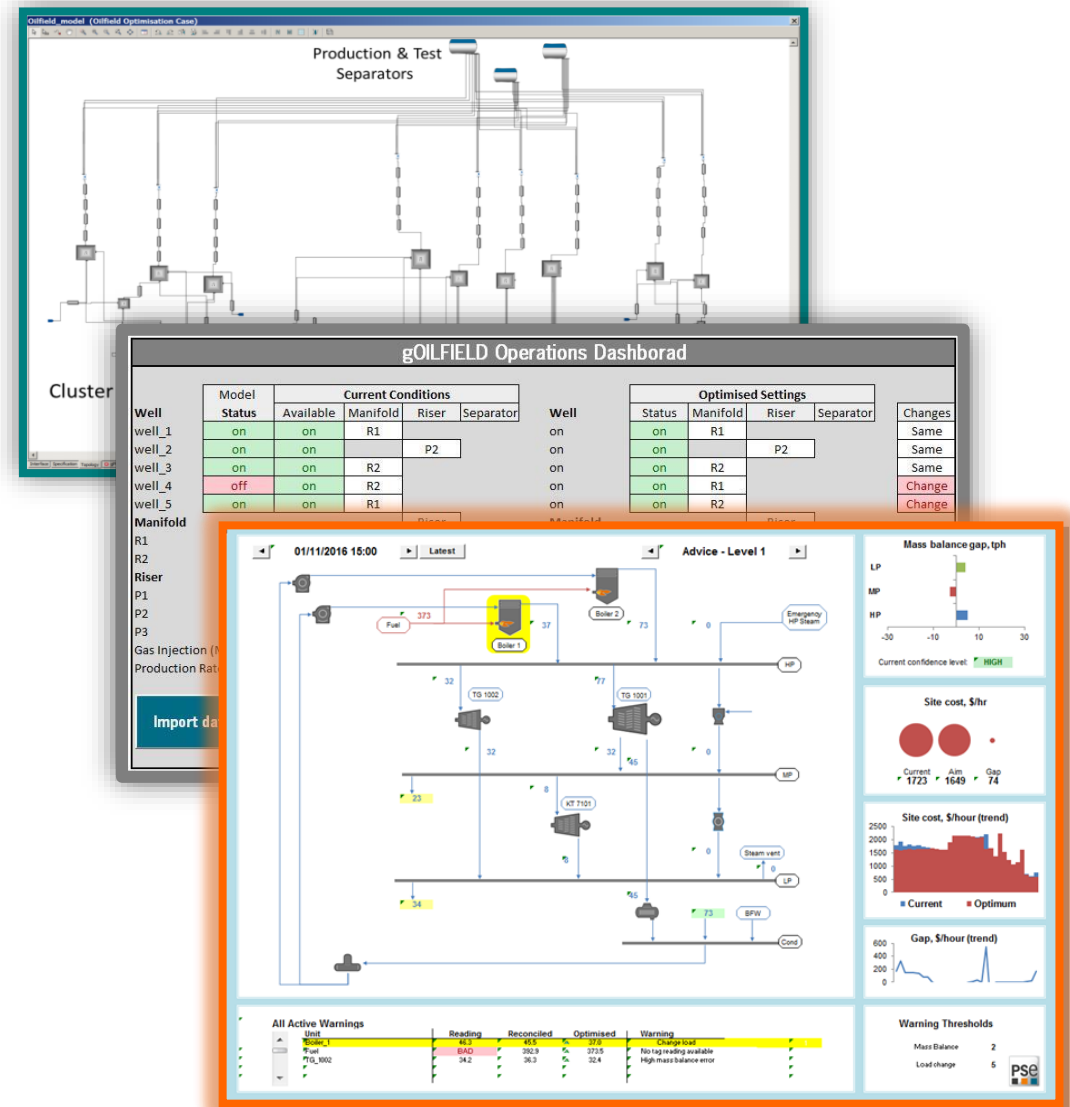 Oilfield_model (Oilfield Optimisation Case)
Production & Test
Separators
Cluster
gOILFIELD Operations Dashborad
Model Current Conditions Optimised Settings
Well Status Available Manifold Riser Separator Well Status Manifold Riser Separator Changes
well_1 on on R1 on on R1 Same
well_2 on on P2 on on P2 Same
well_3 on on R2 on on R2 Same
well_4 off R2 on on R1 Change
well_5 on on R1 on on R2 Change
Manifold Riser Manifold Riser
R1
R2
Riser
P1
P2
P3
Gas Injection
Production
Import
01/11/2016 15:00 Latest Advice - Level 1
Boiler 2
Fuel 373
Boiler 1
37
73
0
Emergency
HP Steam
HP
32
TG 1002
77
TG 1001
32
32
45
0
MP
23
8
KT 7101
8
0
Steam vent
0
LP
34
45
73
BFW
Cond
Mass balance gap, tph
LP
MP
HP
-30 -10 10 30
Current confidence level: HIGH
Site cost, $/hr
Current Aim Gap
1723 1649 74
Site cost, $/hour (trend)
2500
2000
1500
1000
500
0
Current Optimum
Gap, $/hour (trend)
600
400
200
0
All Active Warnings
Unit Reading Reconciled Optimised Warning
Boiler_1 46.3 45.5 37.0 Change load
Fuel BAD 392.9 373.5 No tag reading available
TG_1002 34.2 36.3 32.4 High mass balance error
Warning Thresholds
Mass Balance 2
Load change 5
PSe